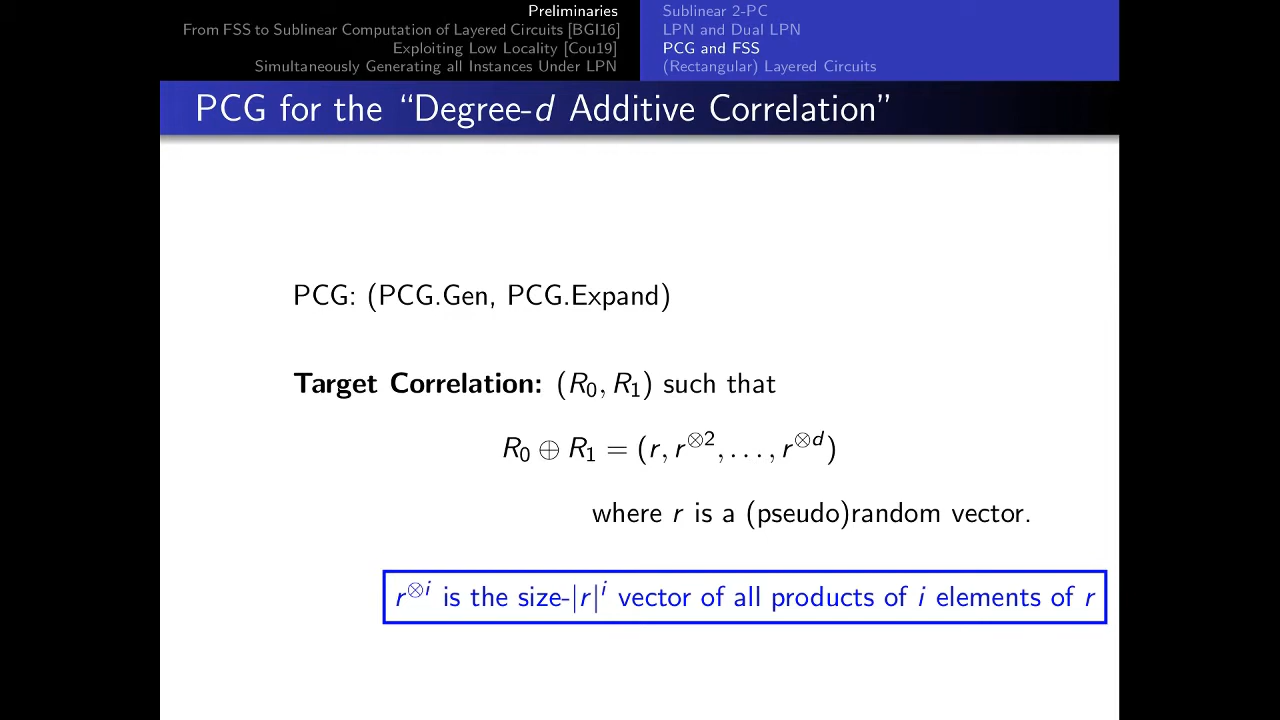 Preliminaries
From FSS to Sublinear Computation of Layered Circuits [BGI16]
Exploiting Low Locality [Cou19]
Simultaneously Generating all Instances Under LPN
Sublinear 2-PC
LPN and Dual LPN
PCG and FSS
(Rectangular) Layered Circuits
PCG for the “Degree-d Additive Correlation”
PCG: (PCG.Gen, PCG.Expand)
Target Correlation: (R₀, R₁) such that
R₀ ⊕ R₁ = (r, r^{⊗2}, . . . , r^{⊗d})
where r is a (pseudo)random vector.
r^{⊗i} is the size-|r|^i vector of all products of i elements of r